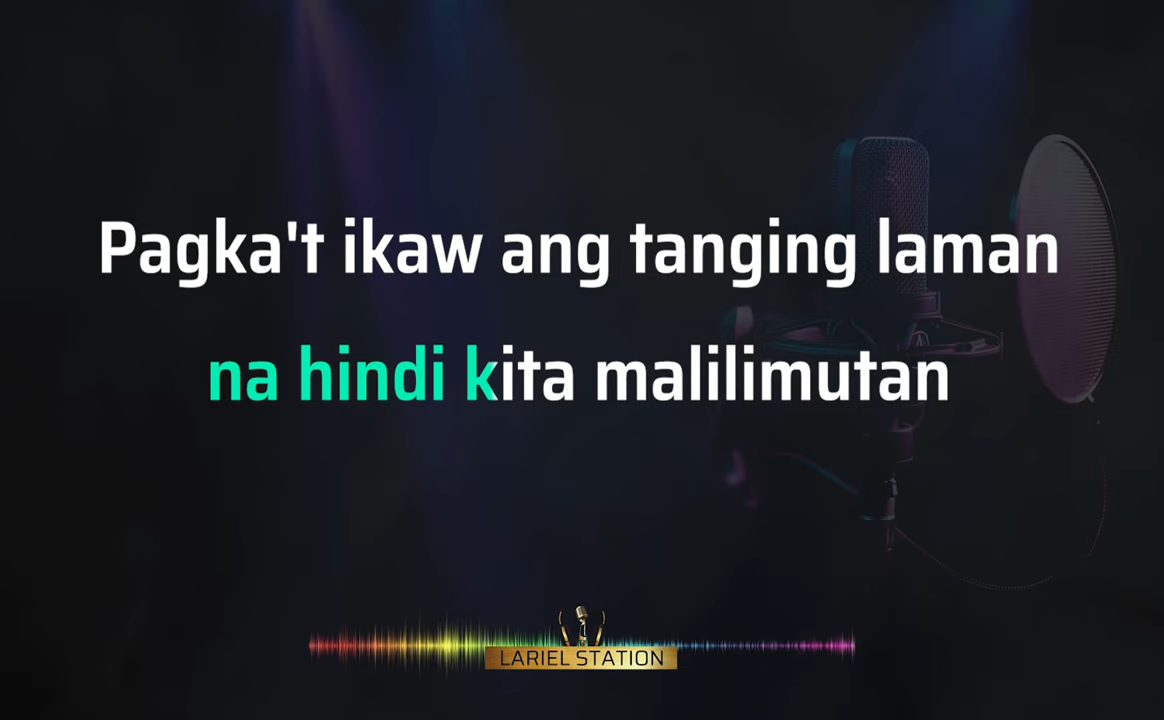 Pagka't ikaw ang tanging laman
na hindi kita malilimutan
LARIEL STATION